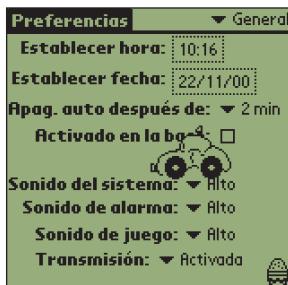 Preferencias ▼ General
Establecer hora: 10:16
Establecer fecha: 22/11/00
Apag. auto después de: ▼ 2 min
Activado en la
Sonido del sistema: ▼ Alto
Sonido de alarma: ▼ Alto
Sonido de juego: ▼ Alto
Transmisión: ▼ Activada